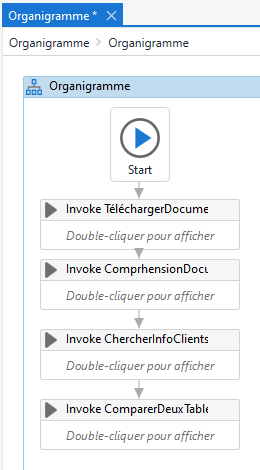 Organigramme *
Organigramme > Organigramme
Organigramme
Start
Invoke TéléchargerDocume
Double-cliquer pour afficher
Invoke ComprhensionDocu
Double-cliquer pour afficher
Invoke ChercherInfoClients
Double-cliquer pour afficher
Invoke ComparerDeuxTable
Double-cliquer pour afficher